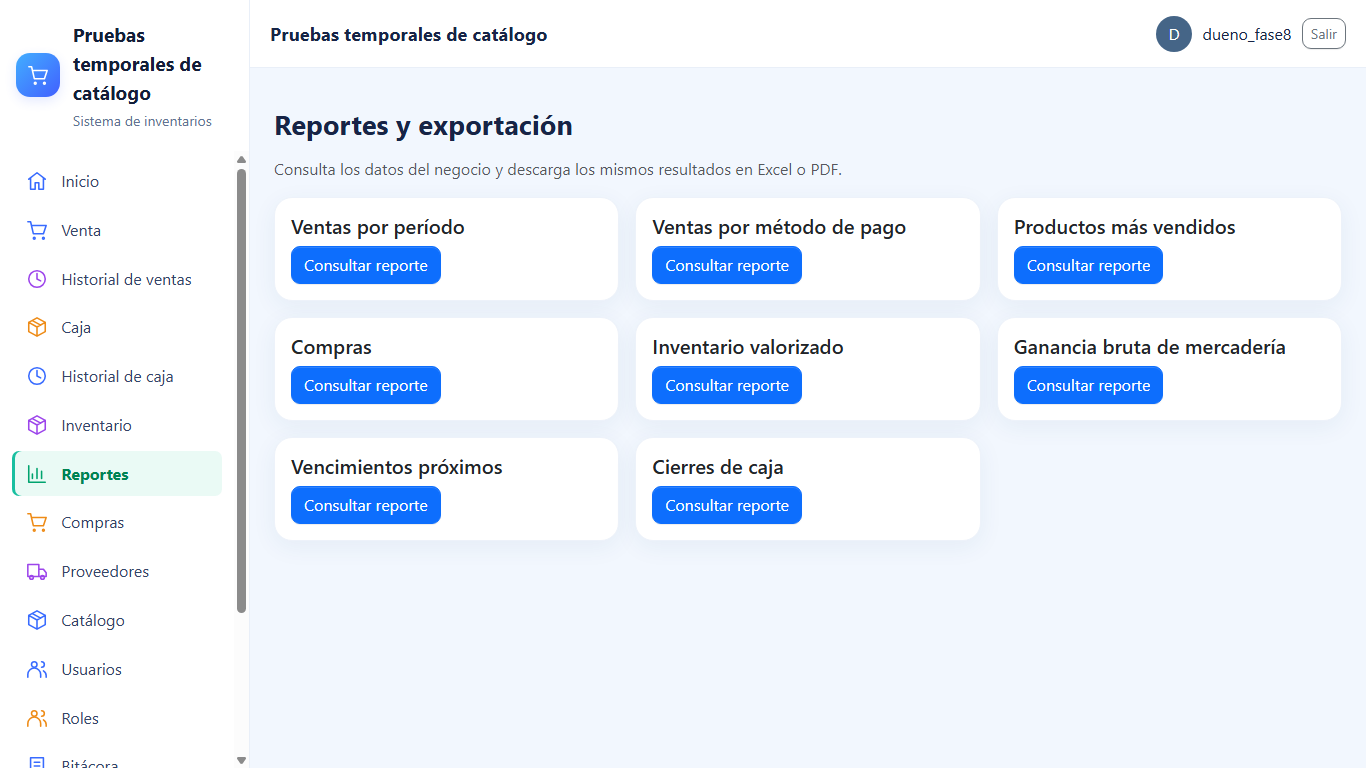 Pruebas
temporales de
catálogo
Sistema de inventarios
Inicio
Venta
Historial de ventas
Caja
Historial de caja
Inventario
Reportes
Compras
Proveedores
Catálogo
Usuarios
Roles
Bitácora
Pruebas temporales de catálogo
D
dueno_fase8
Salir
Reportes y exportación
Consulta los datos del negocio y descarga los mismos resultados en Excel o PDF.
Ventas por período
Consultar reporte
Ventas por método de pago
Consultar reporte
Productos más vendidos
Consultar reporte
Compras
Consultar reporte
Inventario valorizado
Consultar reporte
Ganancia bruta de mercadería
Consultar reporte
Vencimientos próximos
Consultar reporte
Cierres de caja
Consultar reporte